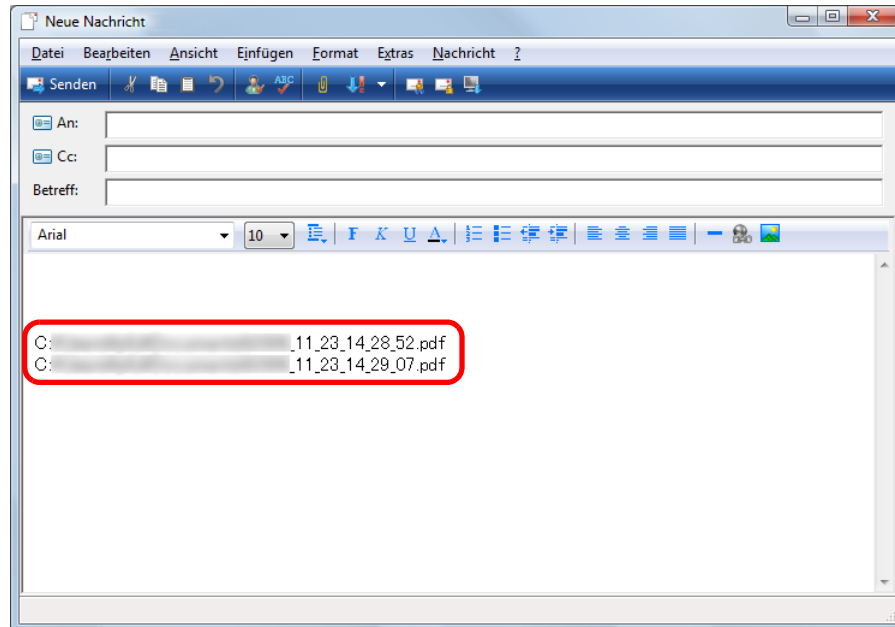 Neue Nachricht
Datei Bearbeiten Ansicht Einfügen Format Extras Nachricht ?
Senden ABC
An:
Cc:
Betreff:
Arial 10 F K U A
C: _11_23_14_28_52.pdf
C: _11_23_14_29_07.pdf